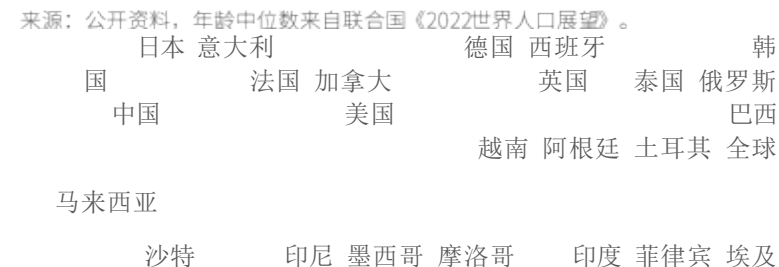 来源：公开资料，年龄中位数来自联合国《2022世界人口展望》。
日本 意大利 德国 西班牙 韩
国 法国 加拿大 英国 泰国 俄罗斯
中国 美国 巴西
越南 阿根廷 土耳其 全球
马来西亚
沙特 印尼 墨西哥 摩洛哥 印度 菲律宾 埃及